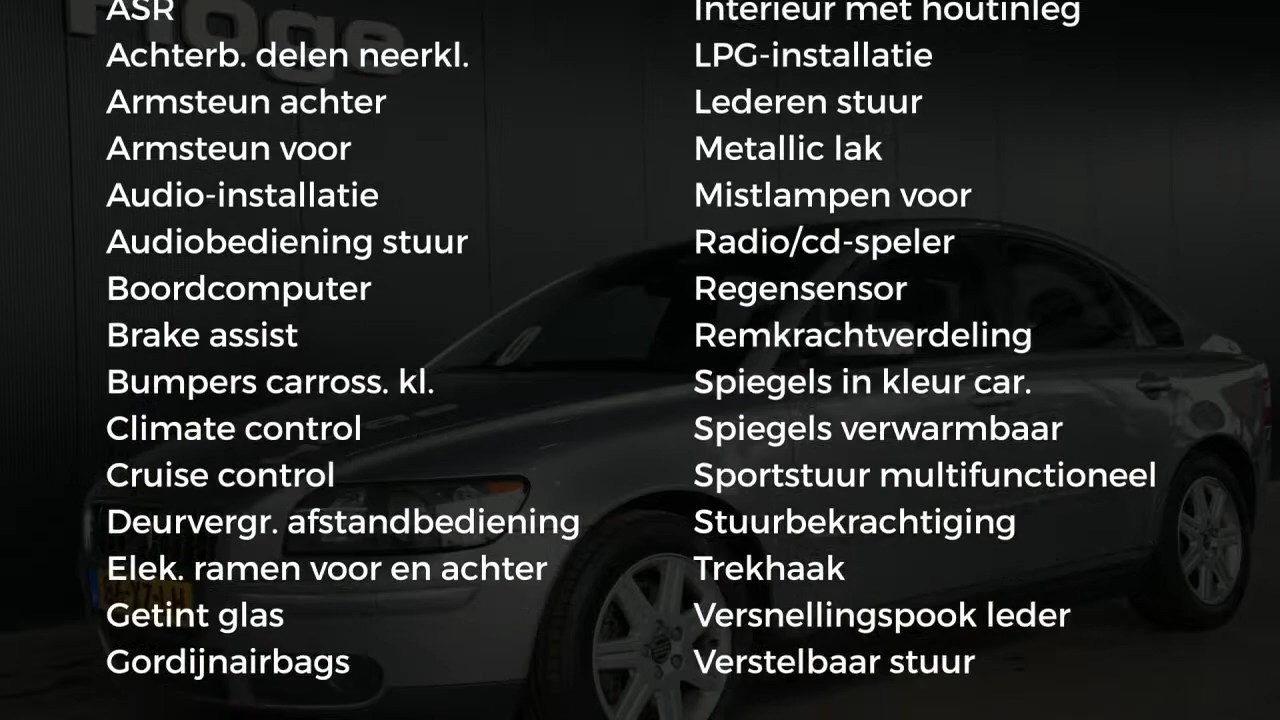 ASR
Achterb. delen neerkl.
Armsteun achter
Armsteun voor
Audio-installatie
Audiobediening stuur
Boordcomputer
Brake assist
Bumpers carross. kl.
Climate control
Cruise control
Deurvergr. afstandbediening
Elek. ramen voor en achter
Getint glas
Gordijnairbags
Interieur met houtinleg
LPG-installatie
Lederen stuur
Metallic lak
Mistlampen voor
Radio/cd-speler
Regensensor
Remkrachtverdeling
Spiegels in kleur car.
Spiegels verwarmbaar
Sportstuur multifunctioneel
Stuurbekrachtiging
Trekhaak
Versnellingspook leder
Verstelbaar stuur